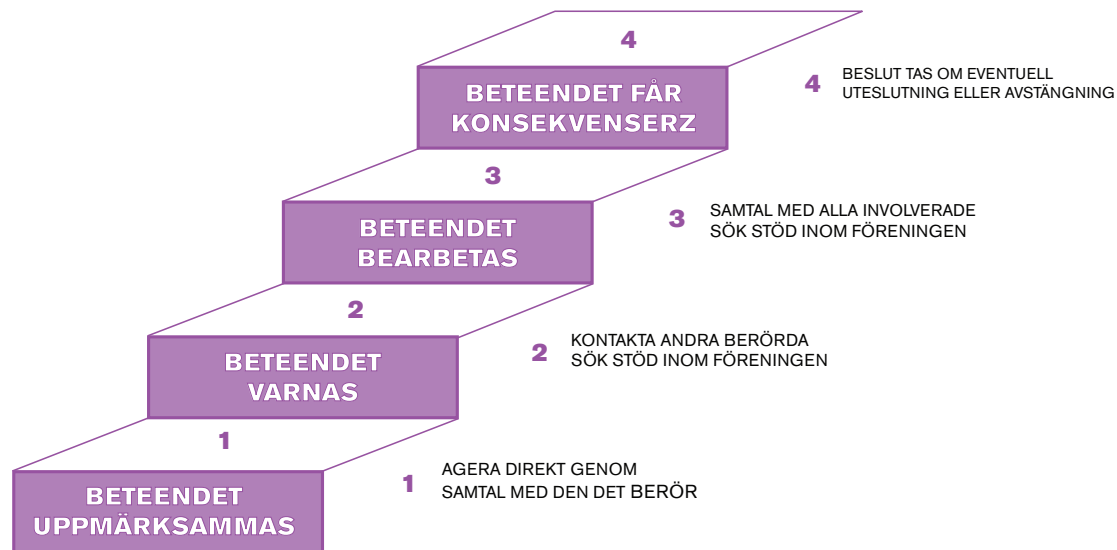 4
BETEENDET FÅR
KONSEKVENSERZ
4
BESLUT TAS OM EVENTUELL
UTESLUTNING ELLER AVSTÄNGNING
3
BETEENDET
BEARBETAS
3
SAMTAL MED ALLA INVOLVERADE
SÖK STÖD INOM FÖRENINGEN
2
BETEENDET
VARNAS
2
KONTAKTA ANDRA BERÖRDA
SÖK STÖD INOM FÖRENINGEN
1
BETEENDET
UPPMÄRKSAMMAS
1
AGERA DIREKT GENOM
SAMTAL MED DEN DET BERÖR